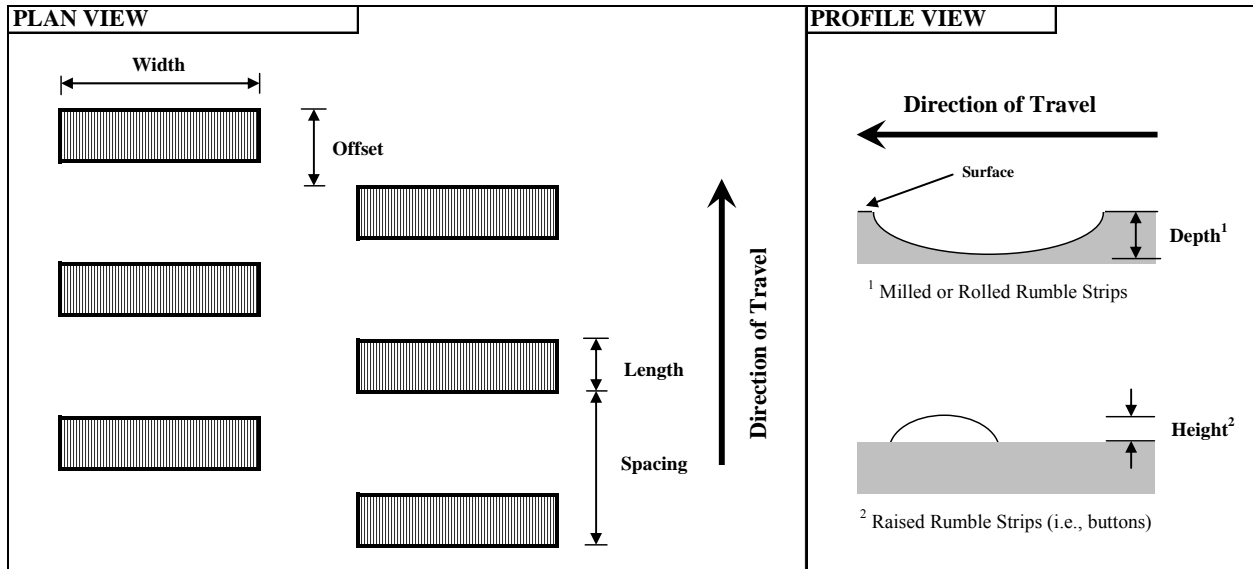 PLAN VIEW
Width
Offset
Length
Spacing
Direction of Travel
PROFILE VIEW
Direction of Travel
Surface
Depth¹
¹ Milled or Rolled Rumble Strips
Height²
² Raised Rumble Strips (i.e., buttons)